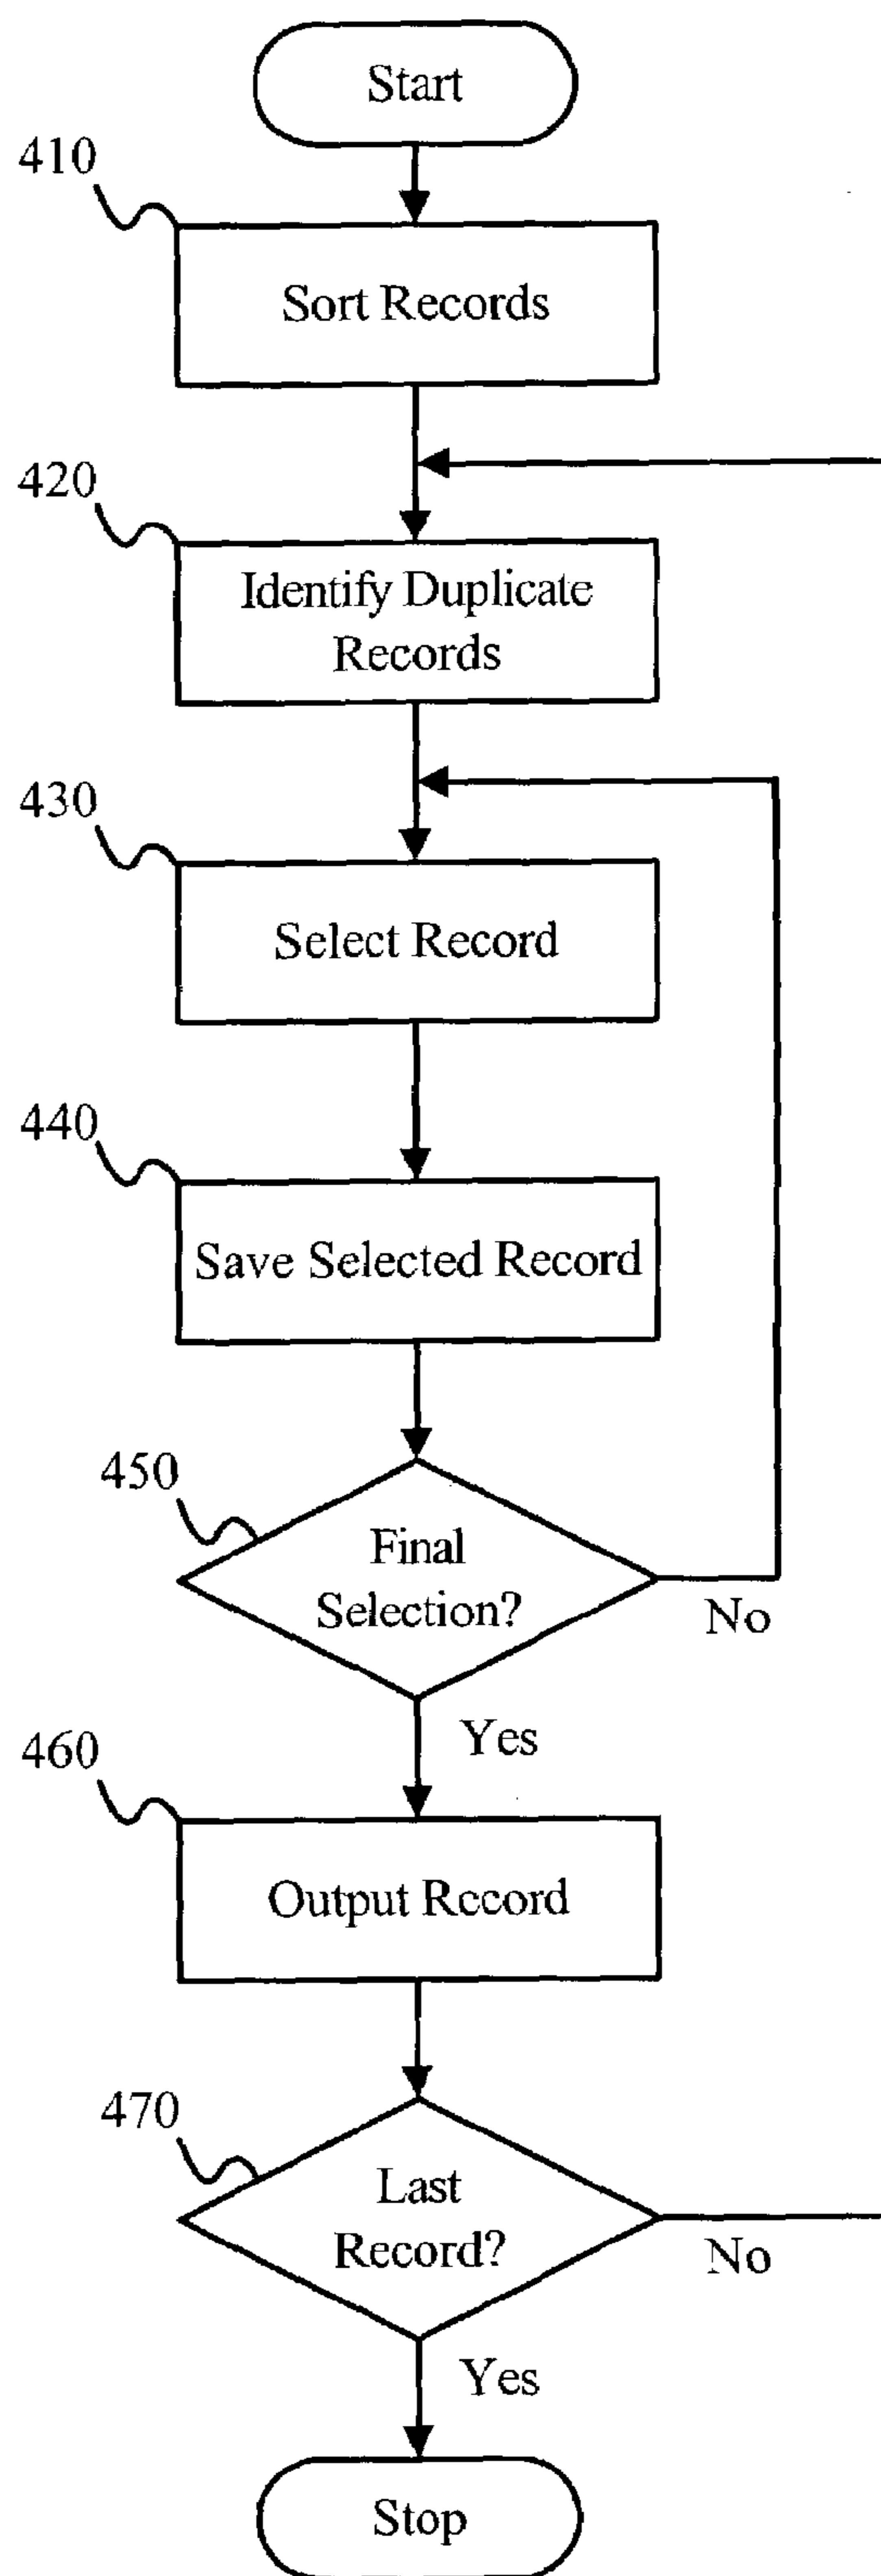 Start
410
Sort Records
420
Identify Duplicate
Records
430
Select Record
440
Save Selected Record
450
Final
Selection?
No
Yes
460
Output Record
470
Last
Record?
No
Yes
Stop